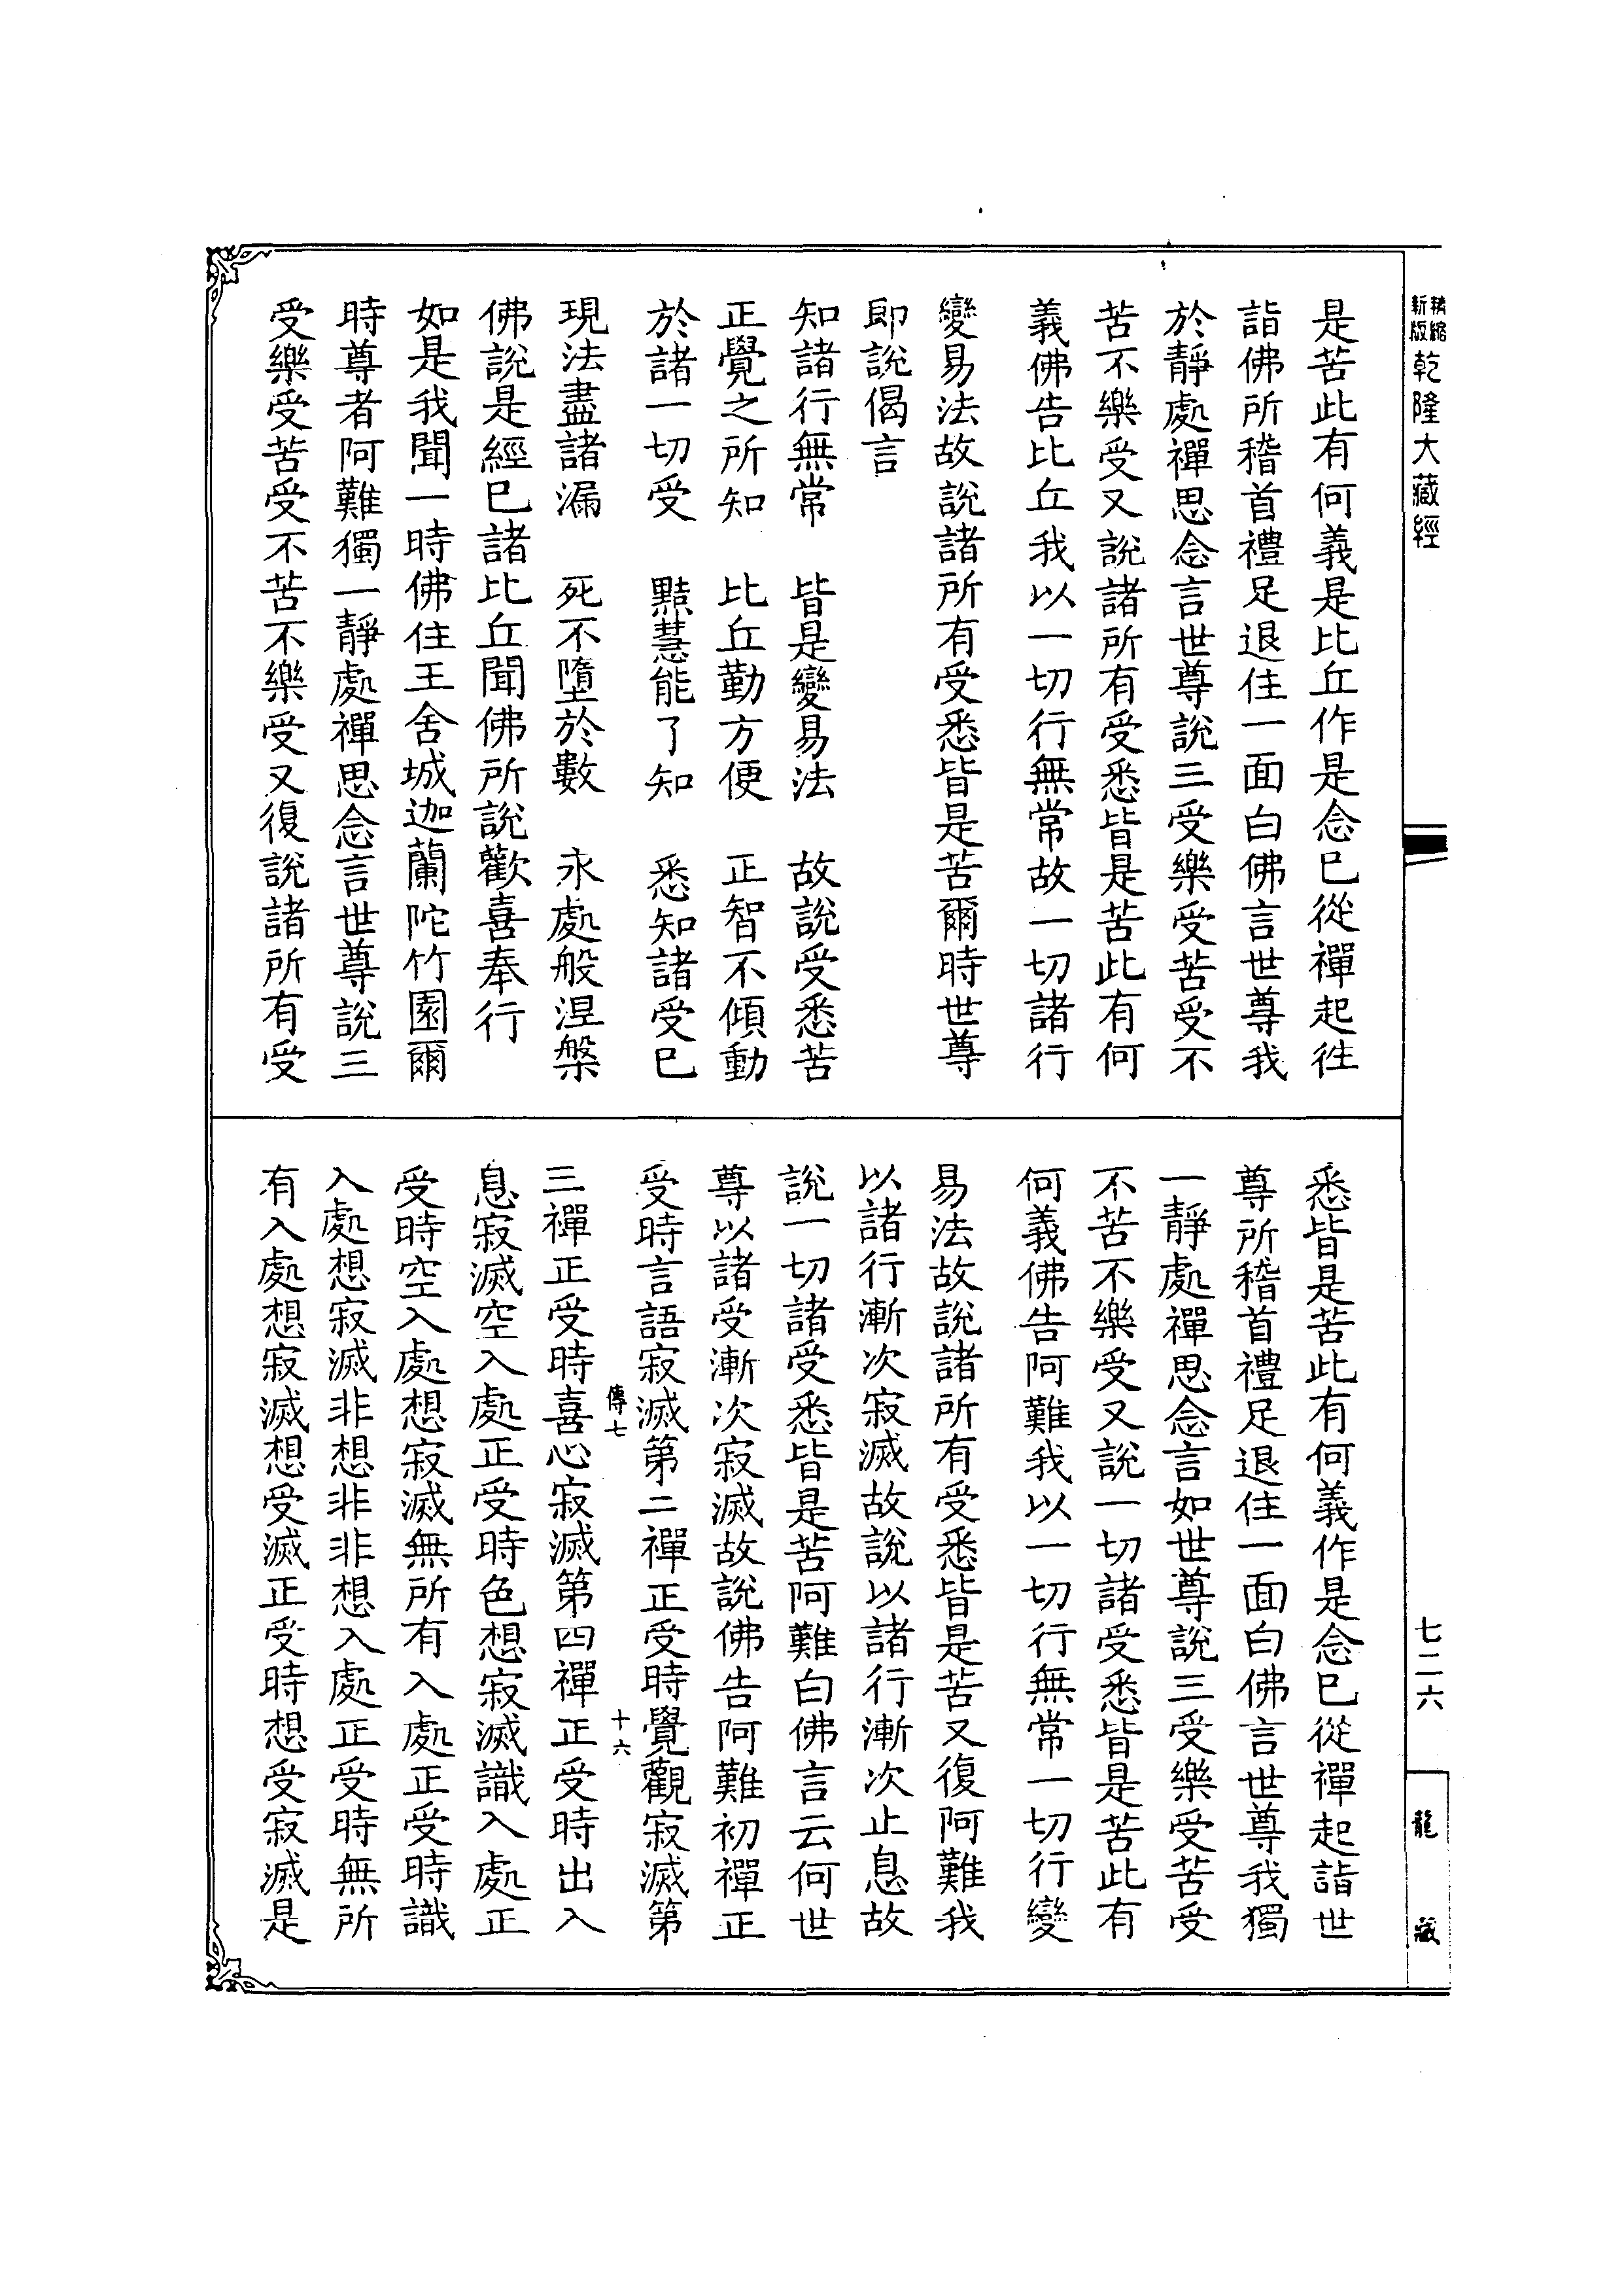 精縮新版乾隆大藏經
是苦此有何義是比丘作是念已從禪起往
詣佛所稽首禮足退住一面白佛言世尊我
於靜處禪思念言世尊說三受樂受苦受不
苦不樂受又說諸所有受悉皆是苦此有何
義佛告比丘我以一切行無常故一切諸行
變易法故說諸所有受悉皆是苦爾時世尊
即說偈言
知諸行無常　皆是變易法　故說受悉苦
正覺之所知　比丘勤方便　正智不傾動
於諸一切受　黠慧能了知　悉知諸受已
現法盡諸漏　死不墮於數　永處般涅槃
佛說是經已諸比丘聞佛所說歡喜奉行
如是我聞一時佛住王舍城迦蘭陀竹園爾
時尊者阿難獨一靜處禪思念言世尊說三
受樂受苦受不苦不樂受又復說諸所有受
悉皆是苦此有何義作是念已從禪起詣世
尊所稽首禮足退住一面白佛言世尊我獨
一靜處禪思念言如世尊說三受樂受苦受
不苦不樂受又說一切諸受悉皆是苦此有
何義佛告阿難我以一切行無常一切行變
易法故說諸所有受悉皆是苦又復阿難我
以諸行漸次寂滅故說以諸行漸次止息故
說一切諸受悉皆是苦阿難白佛言云何世
尊以諸受漸次寂滅故說佛告阿難初禪正
受時言語寂滅第二禪正受時覺觀寂滅第
傳七　十六
三禪正受時喜心寂滅第四禪正受時出入
息寂滅空入處正受時色想寂滅識入處正
受時空入處想寂滅無所有入處正受時識
入處想寂滅非想非非想入處正受時無所
有入處想寂滅想受滅正受時想受寂滅是
七二六
龍藏